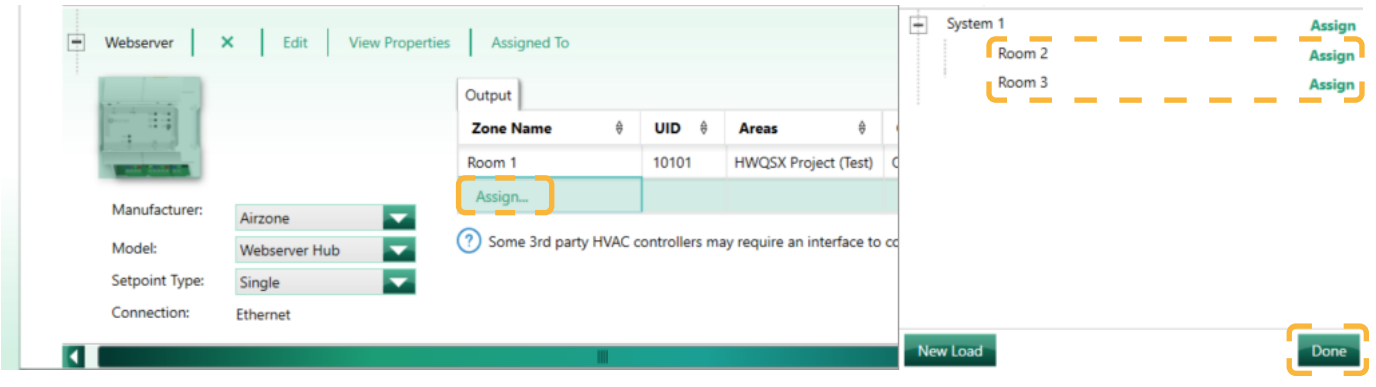 Webserver × Edit View Properties Assigned To
Output
Zone Name UID Areas
Room 1 10101 HWQSX Project (Test)
Assign...
? Some 3rd party HVAC controllers may require an interface to
Manufacturer: Airzone
Model: Webserver Hub
Setpoint Type: Single
Connection: Ethernet
System 1 Assign
Room 2 Assign
Room 3 Assign
New Load Done